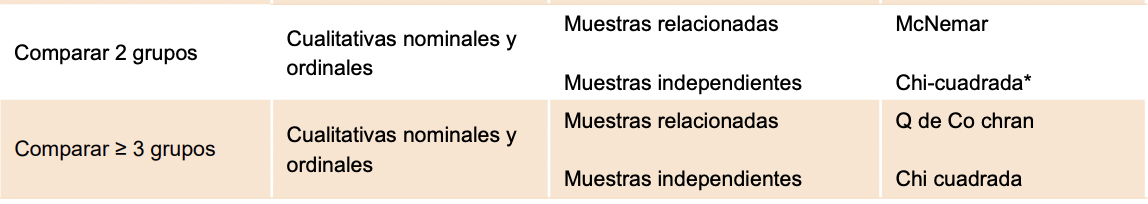 Comparar 2 grupos
Cualitativas nominales y
ordinales
Muestras relacionadas
McNemar
Muestras independientes
Chi-cuadrada*
Comparar ≥ 3 grupos
Cualitativas nominales y
ordinales
Muestras relacionadas
Q de Co chran
Muestras independientes
Chi cuadrada